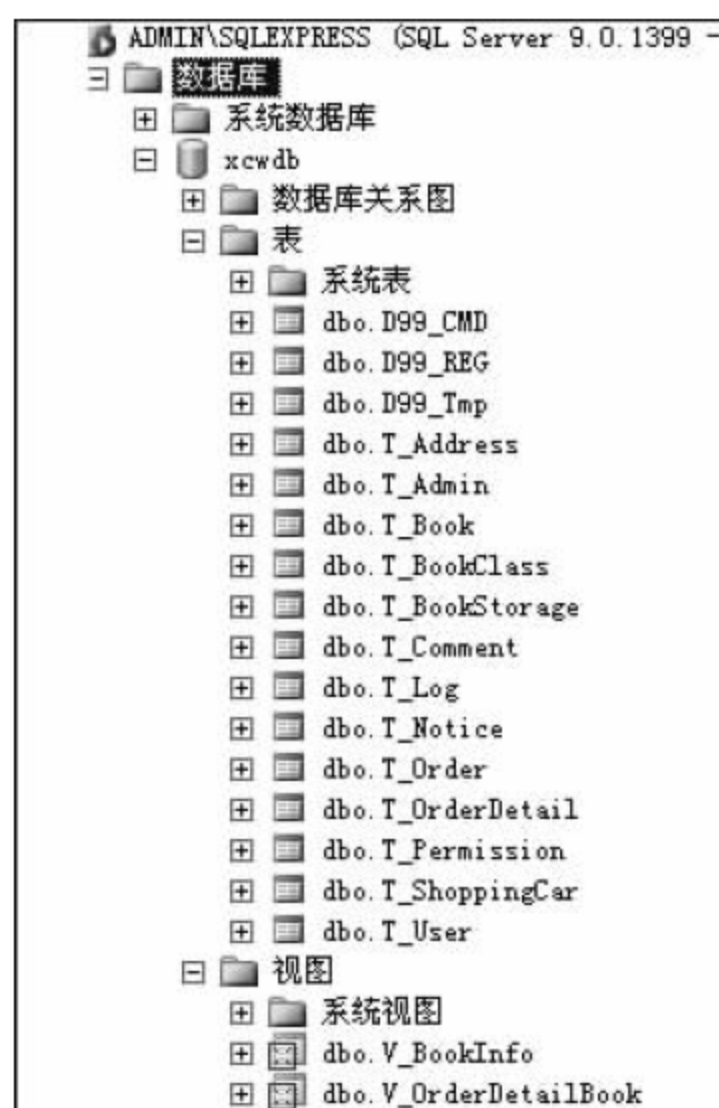 ADMIN\SQLEXPRESS (SQL Server 9.0.1399 -
数据库
系统数据库
xcwdb
数据库关系图
表
系统表
dbo.D99_CMD
dbo.D99_REG
dbo.D99_Tmp
dbo.T_Address
dbo.T_Admin
dbo.T_Book
dbo.T_BookClass
dbo.T_BookStorage
dbo.T_Comment
dbo.T_Log
dbo.T_Notice
dbo.T_Order
dbo.T_OrderDetail
dbo.T_Permission
dbo.T_ShoppingCar
dbo.T_User
视图
系统视图
dbo.V_BookInfo
dbo.V_OrderDetailBook